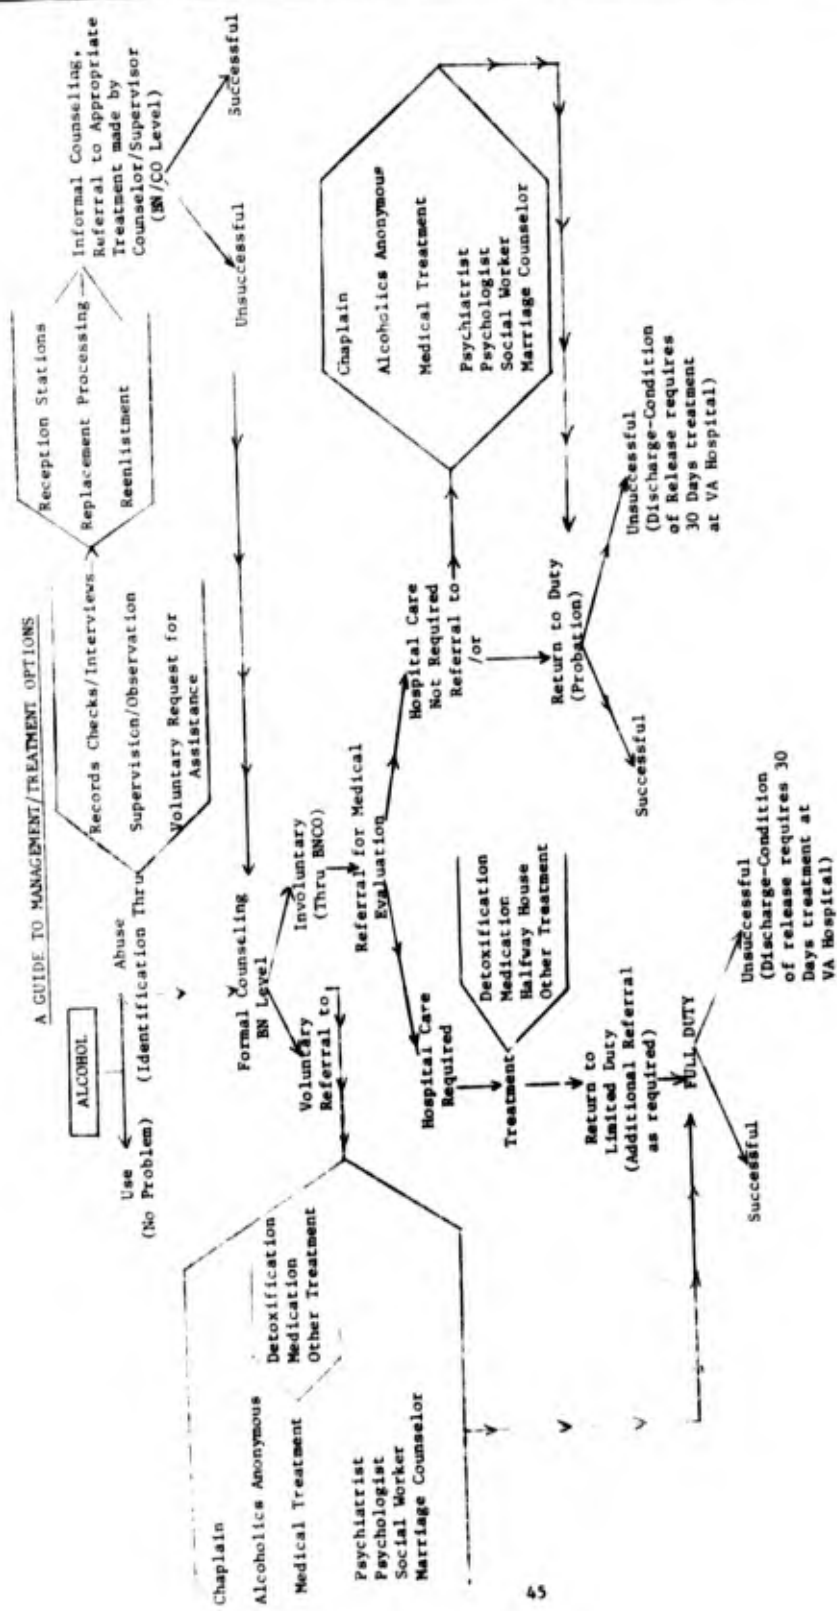 A GUIDE TO MANAGEMENT/TREATMENT OPTIONS
ALCOHOL
Use
(No Problem)
Abuse
(Identification Thru
Records Checks/Interviews
Supervision/Observation
Voluntary Request for
Assistance
Reception Stations
Replacement Processing
Reenlistment
Informal Counseling,
Referral to Appropriate
Treatment made by
Counselor/Supervisor
(BN/CO Level)
Unsuccessful
Successful
Formal Counseling
BN Level
Voluntary
Referral to
Involuntary
(Thru BNCO)
Referral for Medical
Evaluation
Chaplain
Alcoholics Anonymous
Medical Treatment
Detoxification
Medication
Other Treatment
Psychiatrist
Psychologist
Social Worker
Marriage Counselor
Hospital Care
Required
Treatment
Detoxification
Medication
Halfway House
Other Treatment
Return to
Limited Duty
(Additional Referral
as required)
FULL DUTY
Successful
Unsuccessful
(Discharge-Condition
of release requires 30
Days treatment at
VA Hospital)
Hospital Care
Not Required
Referral to
/or
Chaplain
Alcoholics Anonymous
Medical Treatment
Psychiatrist
Psychologist
Social Worker
Marriage Counselor
Return to Duty
(Probation)
Successful
Unsuccessful
(Discharge-Condition
of Release requires
30 Days treatment
at VA Hospital)
45